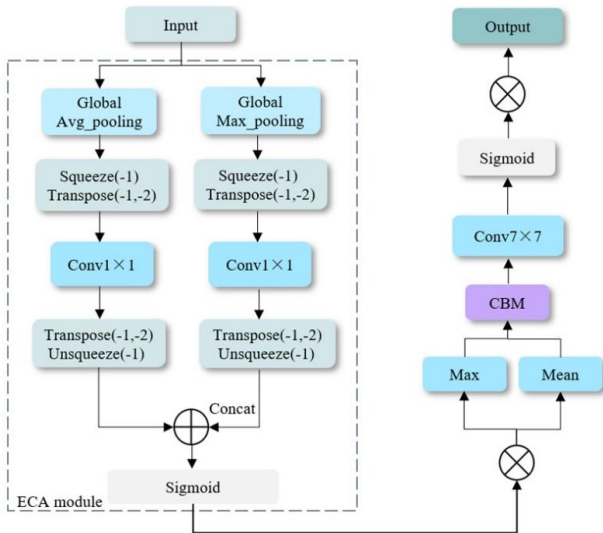 Input
Global
Avg_pooling
Global
Max_pooling
Squeeze(-1)
Transpose(-1,-2)
Squeeze(-1)
Transpose(-1,-2)
Conv1×1
Conv1×1
Transpose(-1,-2)
Unsqueeze(-1)
Transpose(-1,-2)
Unsqueeze(-1)
Concat
Sigmoid
ECA module
Output
Sigmoid
Conv7×7
CBM
Max
Mean